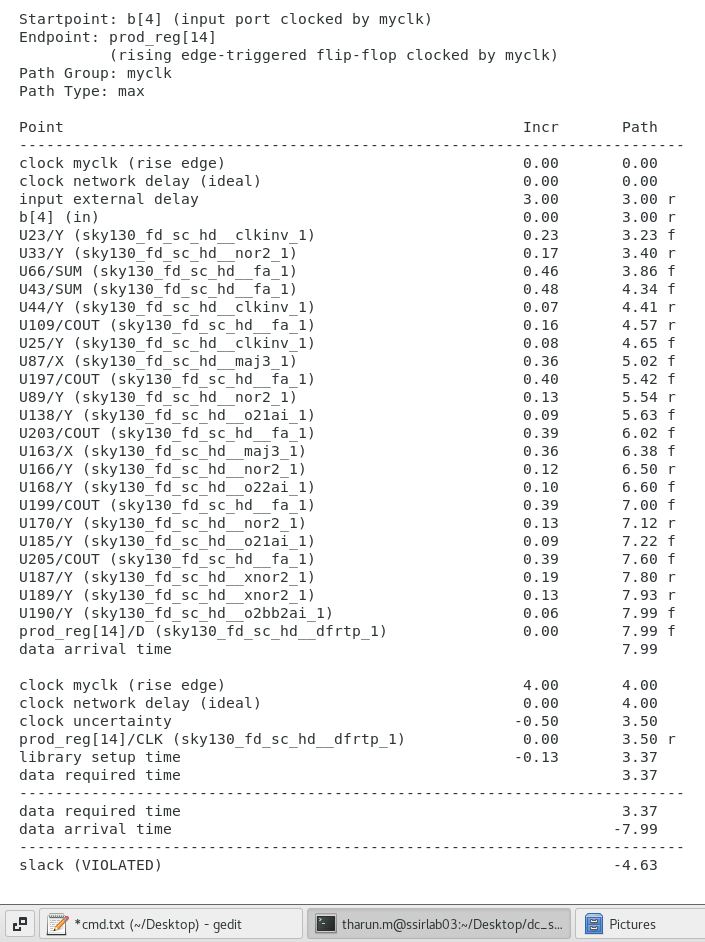 Startpoint: b[4] (input port clocked by myclk)
Endpoint: prod_reg[14]
(rising edge-triggered flip-flop clocked by myclk)
Path Group: myclk
Path Type: max
Point Incr Path
---------------------------------------------------------------------------
clock myclk (rise edge) 0.00 0.00
clock network delay (ideal) 0.00 0.00
input external delay 3.00 3.00 r
b[4] (in) 0.00 3.00 r
U23/Y (sky130_fd_sc_hd__clkinv_1) 0.23 3.23 f
U33/Y (sky130_fd_sc_hd__nor2_1) 0.17 3.40 r
U66/SUM (sky130_fd_sc_hd__fa_1) 0.46 3.86 f
U43/SUM (sky130_fd_sc_hd__fa_1) 0.48 4.34 f
U44/Y (sky130_fd_sc_hd__clkinv_1) 0.07 4.41 r
U109/COUT (sky130_fd_sc_hd__fa_1) 0.16 4.57 r
U25/Y (sky130_fd_sc_hd__clkinv_1) 0.08 4.65 f
U87/X (sky130_fd_sc_hd__maj3_1) 0.36 5.02 f
U197/COUT (sky130_fd_sc_hd__fa_1) 0.40 5.42 f
U89/Y (sky130_fd_sc_hd__nor2_1) 0.13 5.54 r
U138/Y (sky130_fd_sc_hd__o21ai_1) 0.09 5.63 f
U203/COUT (sky130_fd_sc_hd__fa_1) 0.39 6.02 f
U163/X (sky130_fd_sc_hd__maj3_1) 0.36 6.38 f
U166/Y (sky130_fd_sc_hd__nor2_1) 0.12 6.50 r
U168/Y (sky130_fd_sc_hd__o22ai_1) 0.10 6.60 f
U199/COUT (sky130_fd_sc_hd__fa_1) 0.39 7.00 f
U170/Y (sky130_fd_sc_hd__nor2_1) 0.13 7.12 r
U185/Y (sky130_fd_sc_hd__o21ai_1) 0.09 7.22 f
U205/COUT (sky130_fd_sc_hd__fa_1) 0.39 7.60 f
U187/Y (sky130_fd_sc_hd__xnor2_1) 0.19 7.80 r
U189/Y (sky130_fd_sc_hd__xnor2_1) 0.13 7.93 r
U190/Y (sky130_fd_sc_hd__o2bb2ai_1) 0.06 7.99 f
prod_reg[14]/D (sky130_fd_sc_hd__dfrtp_1) 0.00 7.99 f
data arrival time 7.99
clock myclk (rise edge) 4.00 4.00
clock network delay (ideal) 0.00 4.00
clock uncertainty -0.50 3.50
prod_reg[14]/CLK (sky130_fd_sc_hd__dfrtp_1) 0.00 3.50 r
library setup time -0.13 3.37
data required time 3.37
---------------------------------------------------------------------------
data required time 3.37
data arrival time -7.99
---------------------------------------------------------------------------
slack (VIOLATED) -4.63
*cmd.txt (~/Desktop) - gedit
tharun.m@ssirlab03:~/Desktop/dc_s...
Pictures